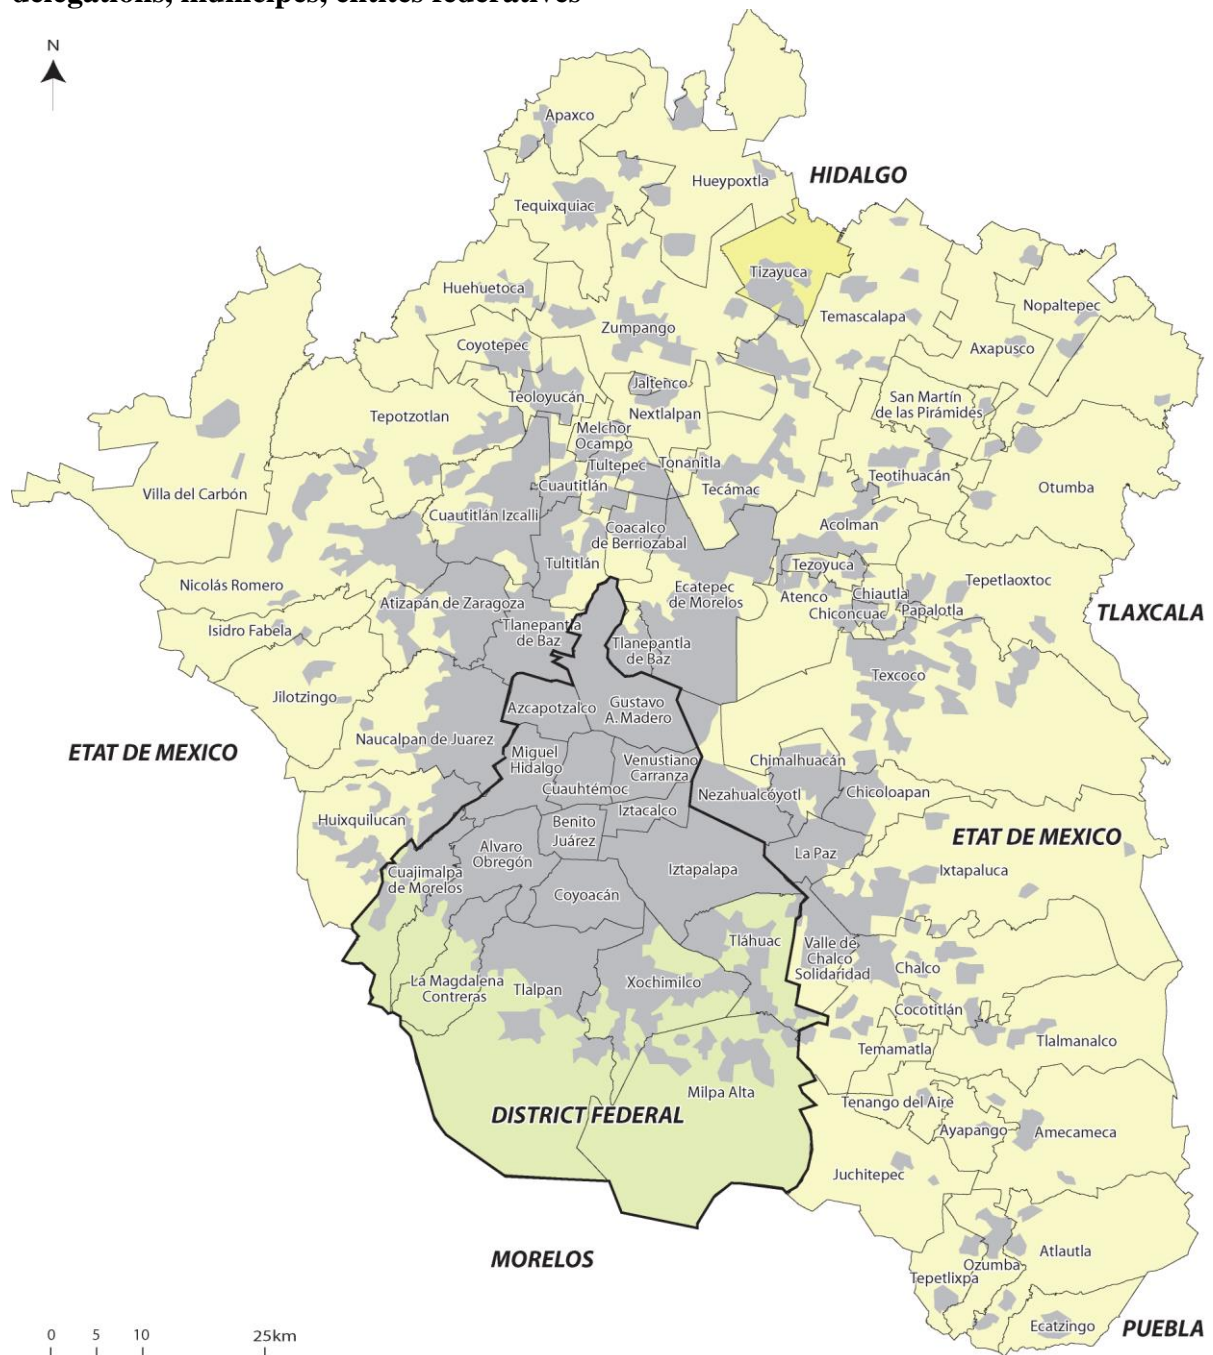 délégations, municipes, entités fédératives
N
Apaxco
Hueypoxtla
HIDALGO
Tequixquiac
Tizayuca
Huehuetoca
Nopaltepec
Zumpango
Temascalapa
Coyotepec
Axapusco
Jaltenco
Teoloyucán
San Martín
de las Pirámides
Tepotzotlan
Nextlalpan
Melchor
Ocampo
Tultepec
Tonanitla
Teotihuacán
Cuautitlán
Tecámac
Otumba
Villa del Carbón
Cuautitlán Izcalli
Acolman
Coacalco
de Berriozabal
Tultitlán
Tezoyuca
Nicolás Romero
Ecatepec
de Morelos
Tepetlaoxtoc
Atenco
Chiautla
Atizapán de Zaragoza
Chiconcuac
Papalotla
TLAXCALA
Isidro Fabela
Tlanepantla
de Baz
Tlanepantla
de Baz
Texcoco
Jilotzingo
Azcapotzalco
Gustavo
A. Madero
Naucalpan de Juarez
ETAT DE MEXICO
Miguel
Hidalgo
Venustiano
Carranza
Chimalhuacán
Cuauhtémoc
Nezahualcóyotl
Chicoloapan
Iztacalco
Huixquilucan
Benito
Juárez
ETAT DE MEXICO
Alvaro
Obregón
La Paz
Cuajimalpa
de Morelos
Iztapalapa
Ixtapaluca
Coyoacán
Tláhuac
Valle de
Chalco
Solidaridad
Chalco
La Magdalena
Contreras
Tlalpan
Xochimilco
Cocotitlán
Temamatla
Tlalmanalco
Milpa Alta
Tenango del Aire
DISTRICT FEDERAL
Ayapango
Amecameca
Juchitepec
MORELOS
Atlautla
Ozumba
Tepetlixpa
Ecatzingo
PUEBLA
0 5 10 25km